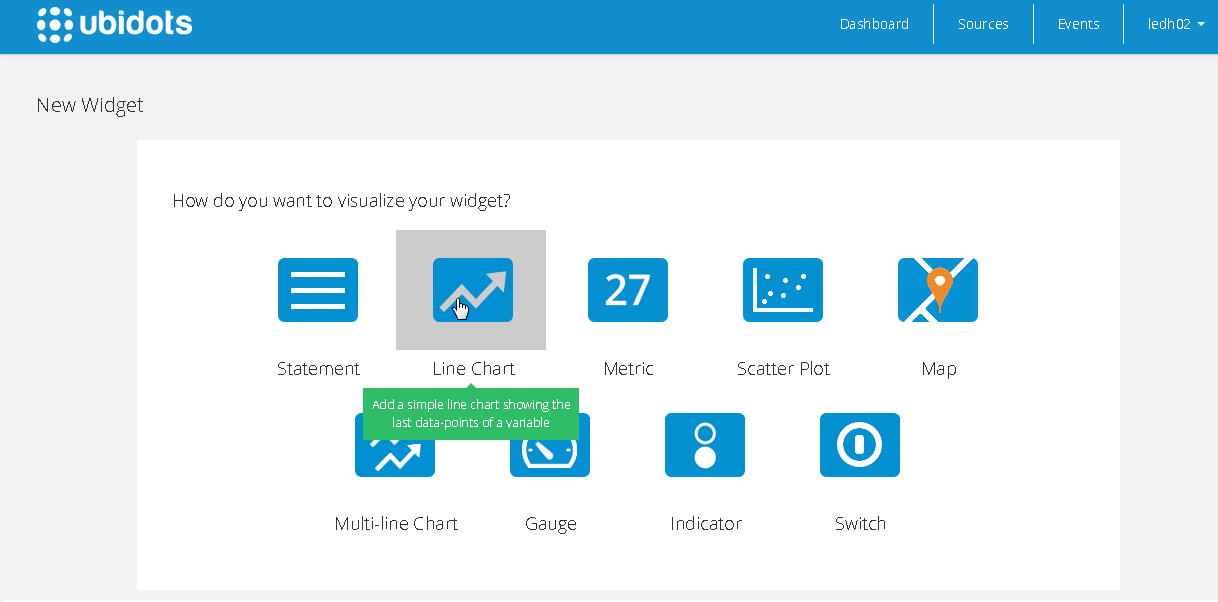 ubidots
Dashboard
Sources
Events
ledh02
New Widget
How do you want to visualize your widget?
27
Statement
Line Chart
Metric
Scatter Plot
Map
Add a simple line chart showing the
last data-points of a variable
Multi-line Chart
Gauge
Indicator
Switch